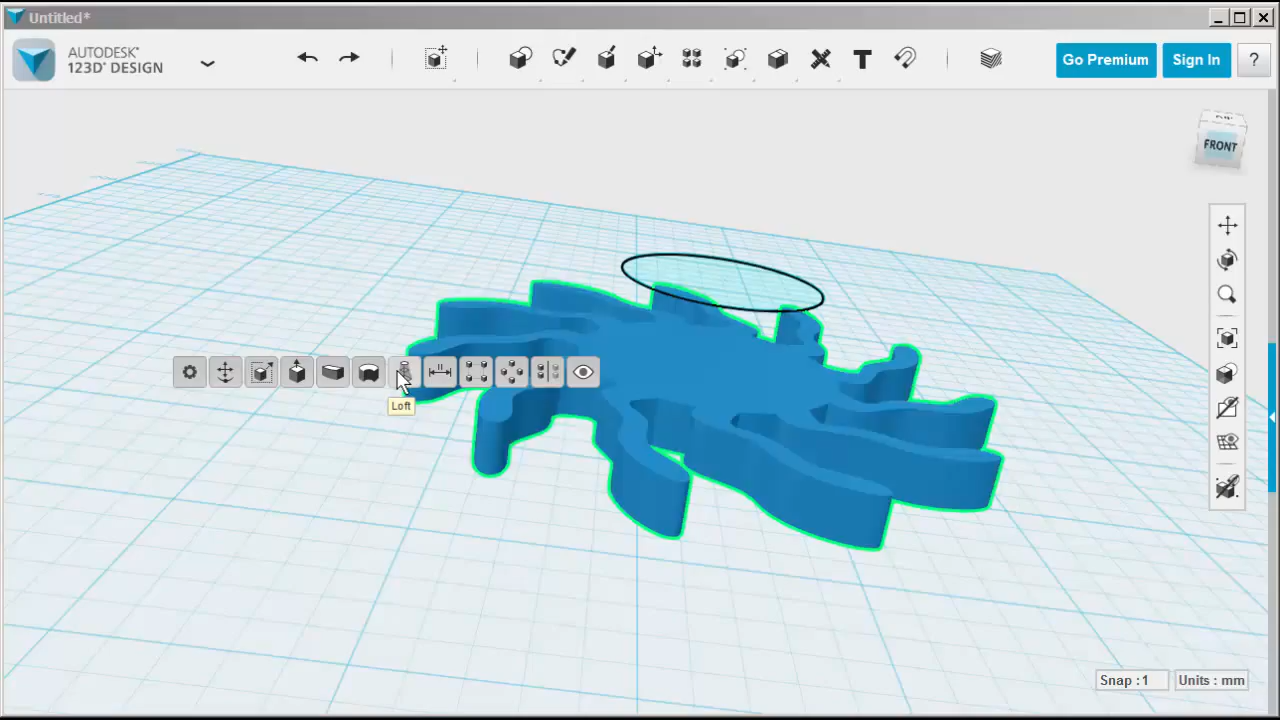 Untitled*
AUTODESK®
123D® DESIGN
Go Premium
Sign In
?
FRONT
Loft
Snap : 1
Units : mm